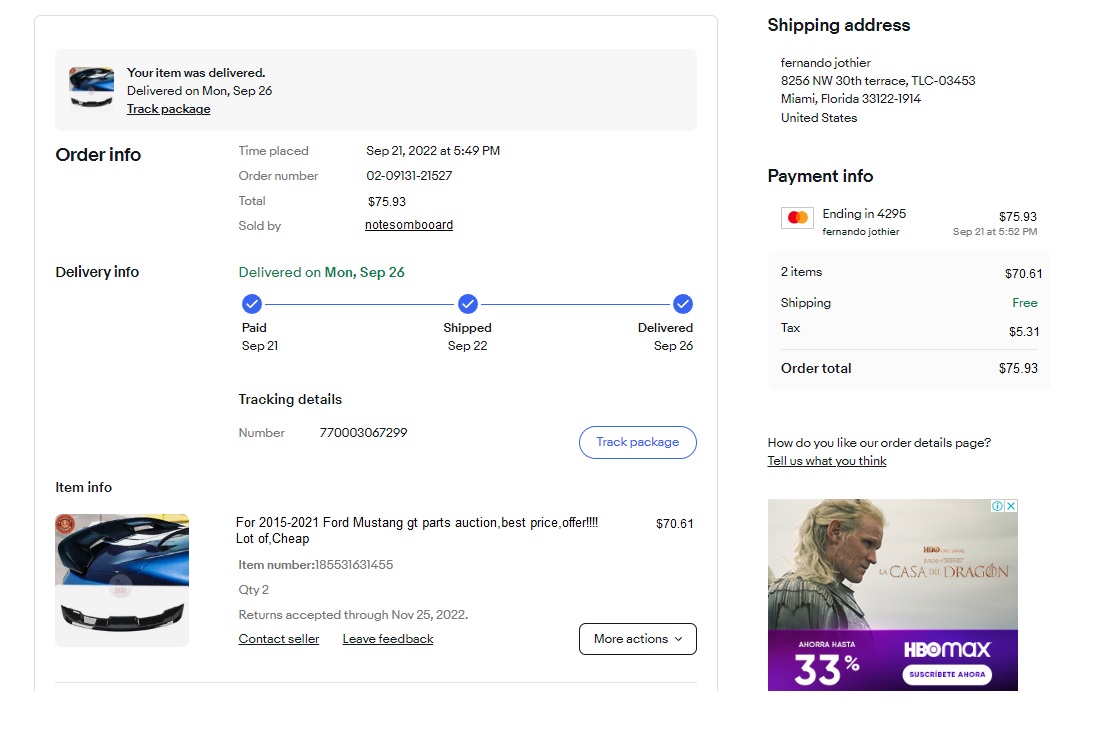 Your item was delivered.
Delivered on Mon, Sep 26
Track package
Order info
Time placed Sep 21, 2022 at 5:49 PM
Order number 02-09131-21527
Total $75.93
Sold by notesombooard
Delivery info
Delivered on Mon, Sep 26
Paid Shipped Delivered
Sep 21 Sep 22 Sep 26
Tracking details
Number 770003067299
Track package
Item info
For 2015-2021 Ford Mustang gt parts auction,best price,offer!!!! $70.61
Lot of,Cheap
Item number:185531631455
Qty 2
Returns accepted through Nov 25, 2022.
Contact seller Leave feedback
More actions
Shipping address
fernando jothier
8256 NW 30th terrace, TLC-03453
Miami, Florida 33122-1914
United States
Payment info
Ending in 4295 $75.93
fernando jothier Sep 21 at 5:52 PM
2 items $70.61
Shipping Free
Tax $5.31
Order total $75.93
How do you like our order details page?
Tell us what you think
HBO
LA CASA DEL DRAGÓN
AHORRA HASTA
33%
HBOMAX
SUSCRÍBETE AHORA